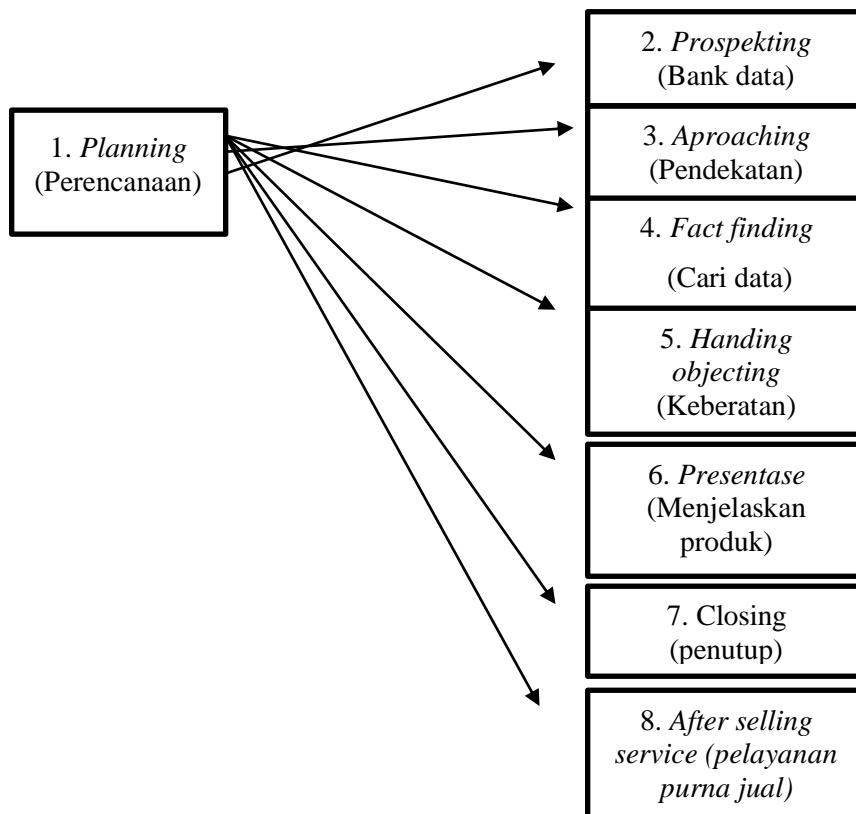 1. Planning
(Perencanaan)
2. Prospekting
(Bank data)
3. Aproaching
(Pendekatan)
4. Fact finding
(Cari data)
5. Handing
objecting
(Keberatan)
6. Presentase
(Menjelaskan
produk)
7. Closing
(penutup)
8. After selling
service (pelayanan
purna jual)